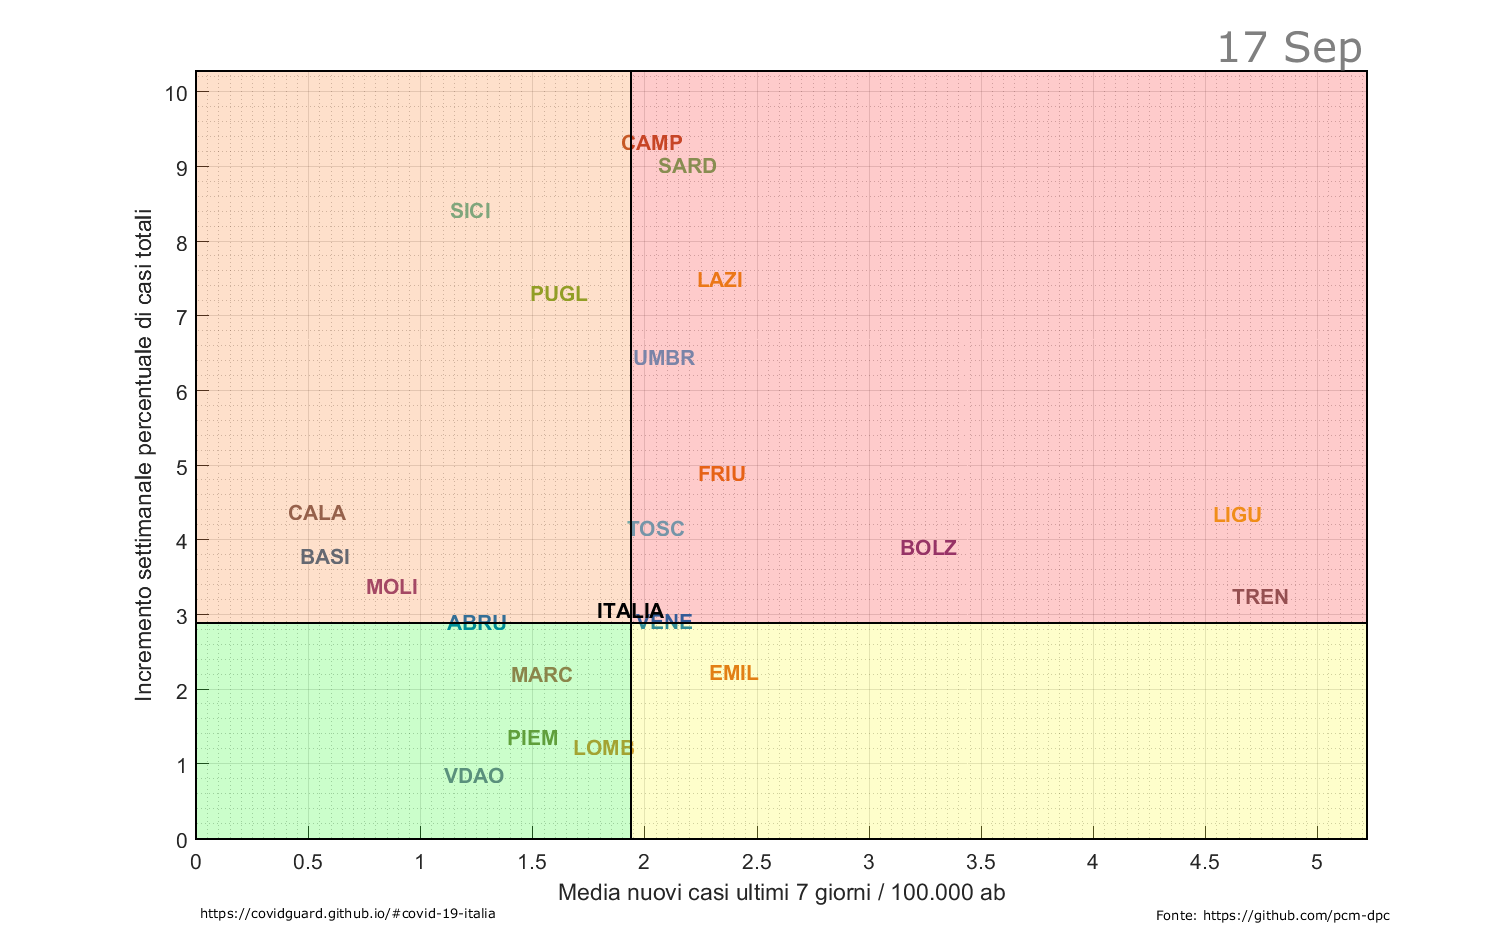 17 Sep
10
9
8
7
6
5
4
3
2
1
0
Incremento settimanale percentuale di casi totali
CAMP
SARD
SICI
LAZI
PUGL
UMBR
FRIU
CALA
LIGU
TOSC
BOLZ
BASI
MOLI
TREN
ITALIA
ABRU
VENE
MARC
EMIL
PIEM
LOMB
VDAO
0 0.5 1 1.5 2 2.5 3 3.5 4 4.5 5
Media nuovi casi ultimi 7 giorni / 100.000 ab
https://covidguard.github.io/#covid-19-italia
Fonte: https://github.com/pcm-dpc